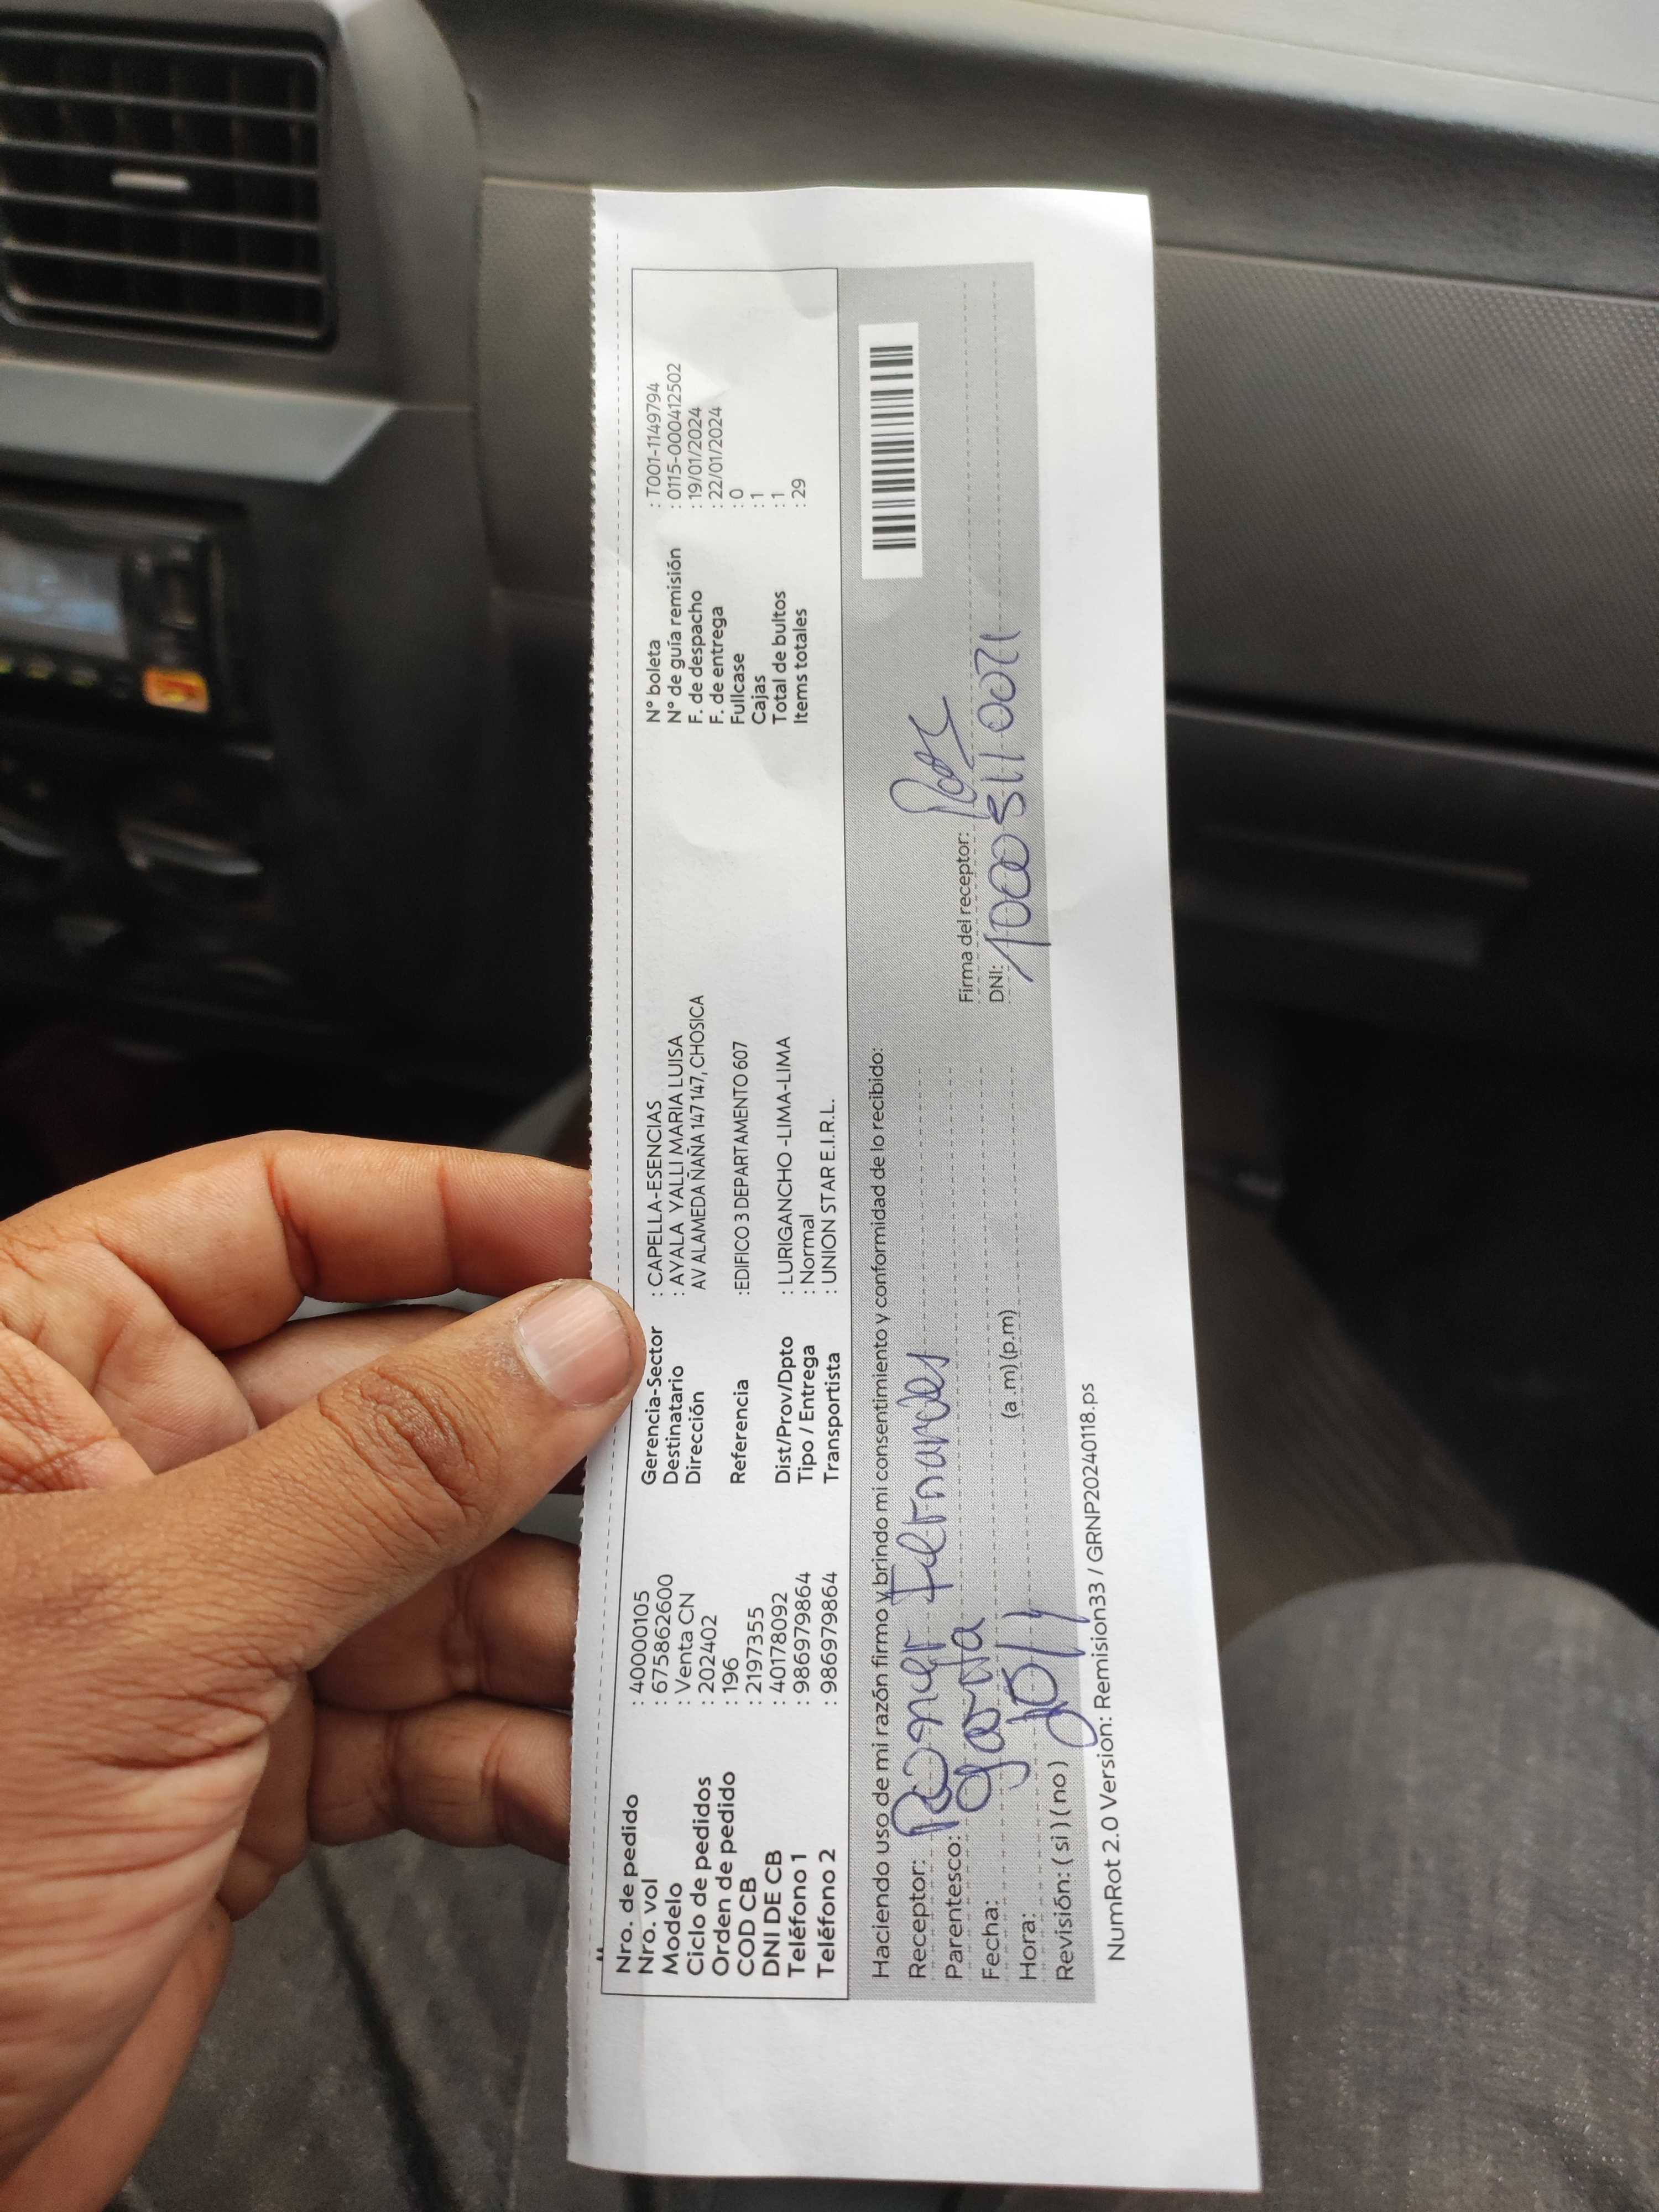 Nro. de pedido : 40000105
Nro. vol : 675862600
Modelo : Venta CN
Ciclo de pedidos : 202402
Orden de pedido : 196
COD CB : 2197355
DNI DE CB : 40178092
Teléfono 1 : 986979864
Teléfono 2 : 986979864
Gerencia-Sector : CAPELLA-ESENCIAS
Destinatario : AYALA YALLI MARIA LUISA
Dirección AV ALAMEDA ÑAÑA 147 147, CHOSICA
Referencia :EDIFICO 3 DEPARTAMENTO 607
Dist/Prov/Dpto : LURIGANCHO -LIMA-LIMA
Tipo / Entrega : Normal
Transportista : UNION STAR E.I.R.L.
N° boleta : T001-1149794
N° de guía remisión : 0115-000412502
F. de despacho : 19/01/2024
F. de entrega : 22/01/2024
Fullcase : 0
Cajas : 1
Total de bultos : 1
Items totales : 29
Haciendo uso de mi razón firmo y brindo mi consentimiento y conformidad de lo recibido:
Receptor: Fernandes
Parentesco:
Fecha:
Hora: (a .m) (p.m)
Revisión: ( si ) ( no )
Firma del receptor:
DNI:
NumRot 2.0 Version: Remision33 / GRNP20240118.ps